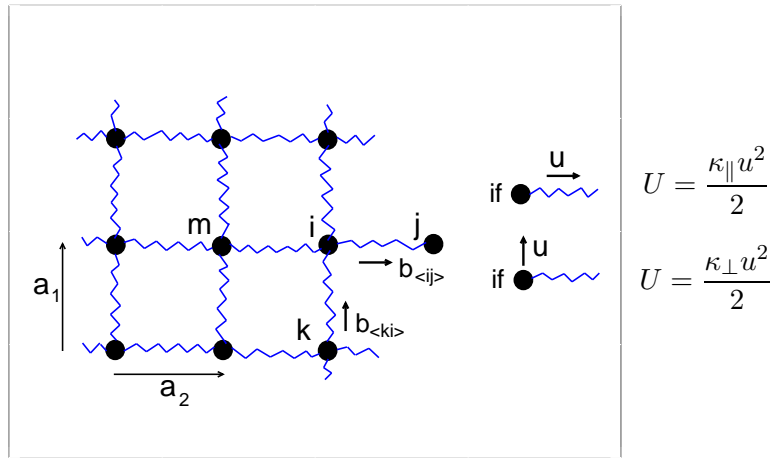 m
i
j
b<ij>
a₁
k
b<ki>
a₂
u
if
U = κ∥u²/2
u
if
U = κ⊥u²/2